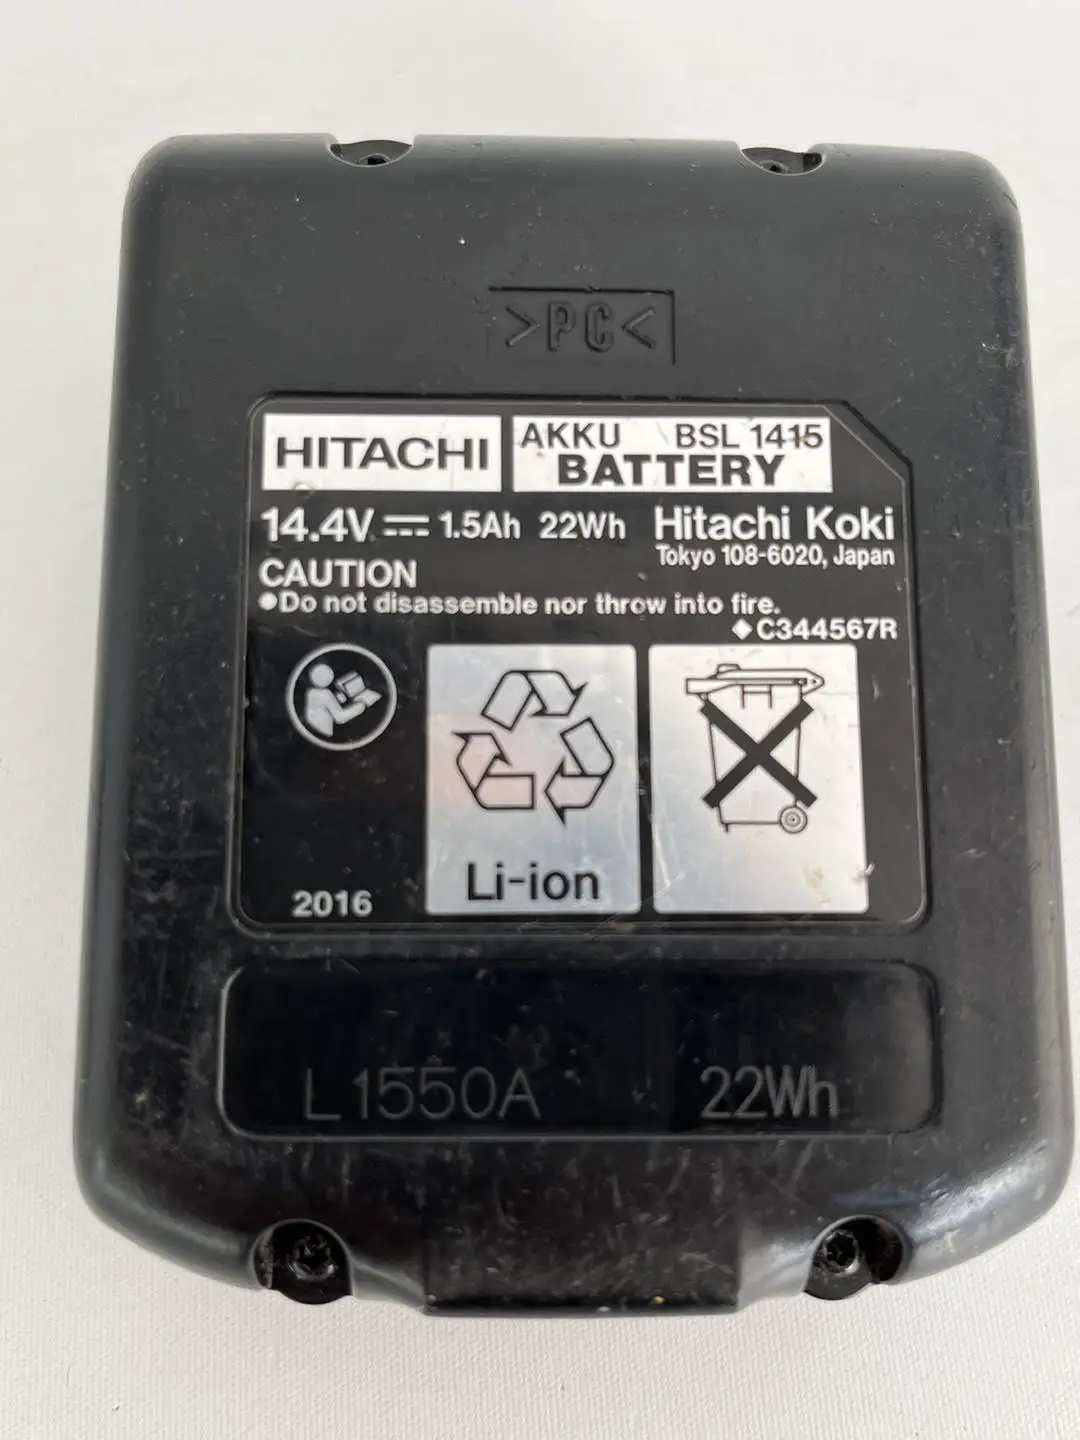 >PC<
HITACHI
AKKU BSL 1415
BATTERY
14.4V 1.5Ah 22Wh Hitachi Koki
Tokyo 108-6020, Japan
CAUTION
●Do not disassemble nor throw into fire.
◆C344567R
Li-ion
2016
L1550A 22Wh